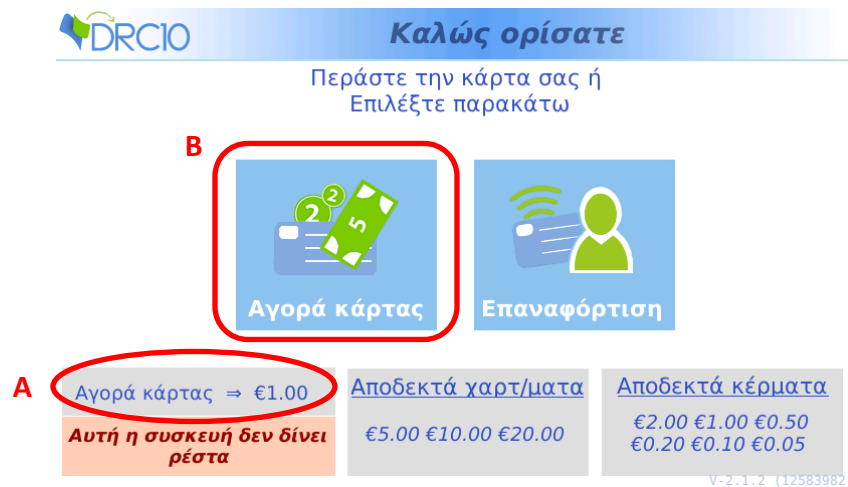 DRC10
Καλώς ορίσατε
Περάστε την κάρτα σας ή
Επιλέξτε παρακάτω
B
2
2
5
Αγορά κάρτας
Επαναφόρτιση
A
Αγορά κάρτας ⇒ €1.00
Αυτή η συσκευή δεν δίνει
ρέστα
Αποδεκτά χαρτ/ματα
€5.00 €10.00 €20.00
Αποδεκτά κέρματα
€2.00 €1.00 €0.50
€0.20 €0.10 €0.05
V-2.1.2 (12583982